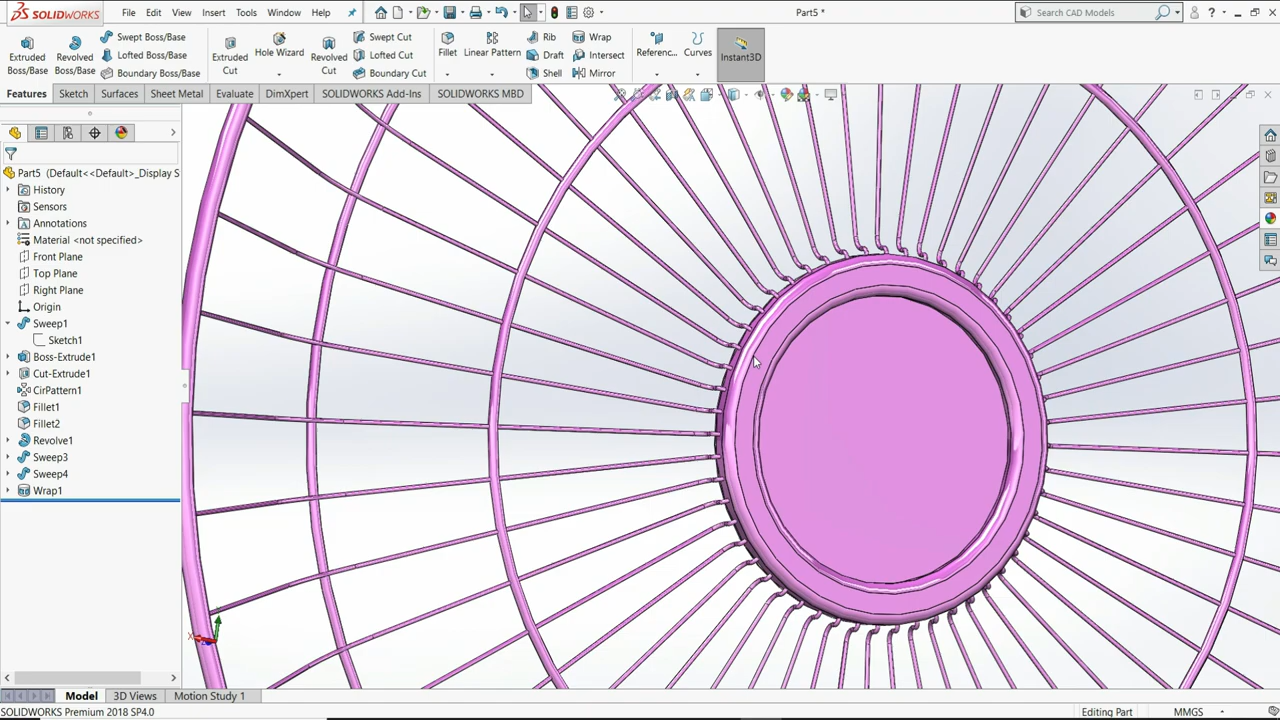 SOLIDWORKS File Edit View Insert Tools Window Help Part5 * Search CAD Models ?
Extruded Boss/Base Revolved Boss/Base Swept Boss/Base Lofted Boss/Base Boundary Boss/Base Extruded Cut Hole Wizard Revolved Cut Swept Cut Lofted Cut Boundary Cut Fillet Linear Pattern Rib Draft Shell Wrap Intersect Mirror Referenc... Curves Instant3D
Features Sketch Surfaces Sheet Metal Evaluate DimXpert SOLIDWORKS Add-Ins SOLIDWORKS MBD
Part5 (Default<<Default>_Display S
History
Sensors
Annotations
Material <not specified>
Front Plane
Top Plane
Right Plane
Origin
Sweep1
Sketch1
Boss-Extrude1
Cut-Extrude1
CirPattern1
Fillet1
Fillet2
Revolve1
Sweep3
Sweep4
Wrap1
X
Model 3D Views Motion Study 1
SOLIDWORKS Premium 2018 SP4.0 Editing Part MMGS